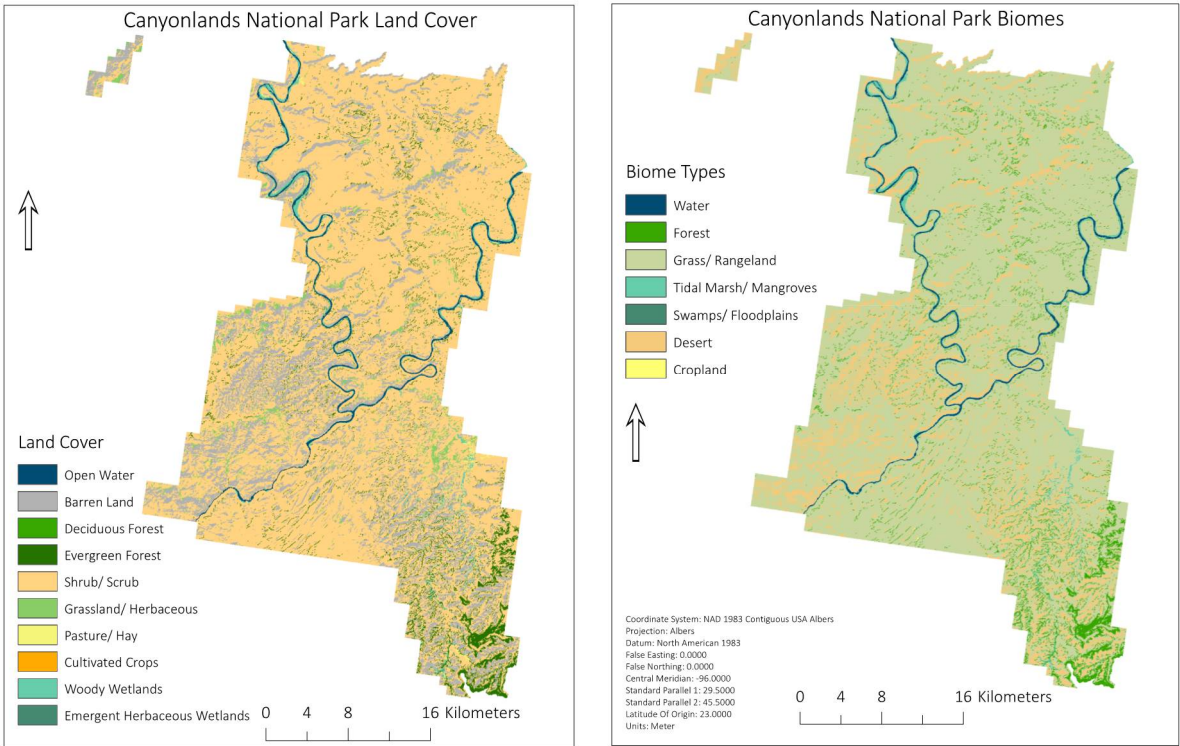 Canyonlands National Park Land Cover
Land Cover
Open Water
Barren Land
Deciduous Forest
Evergreen Forest
Shrub/ Scrub
Grassland/ Herbaceous
Pasture/ Hay
Cultivated Crops
Woody Wetlands
Emergent Herbaceous Wetlands
0 4 8 16 Kilometers
Canyonlands National Park Biomes
Biome Types
Water
Forest
Grass/ Rangeland
Tidal Marsh/ Mangroves
Swamps/ Floodplains
Desert
Cropland
Coordinate System: NAD 1983 Contiguous USA Albers
Projection: Albers
Datum: North American 1983
False Easting: 0.0000
False Northing: 0.0000
Central Meridian: -96.0000
Standard Parallel 1: 29.5000
Standard Parallel 2: 45.5000
Latitude Of Origin: 23.0000
Units: Meter
0 4 8 16 Kilometers